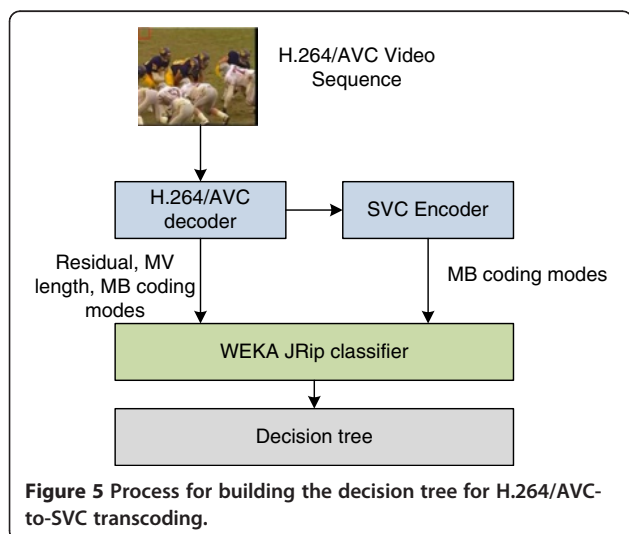 H.264/AVC Video
Sequence
H.264/AVC
decoder
SVC Encoder
Residual, MV
length, MB coding
modes
MB coding modes
WEKA JRip classifier
Decision tree
Figure 5 Process for building the decision tree for H.264/AVC-
to-SVC transcoding.